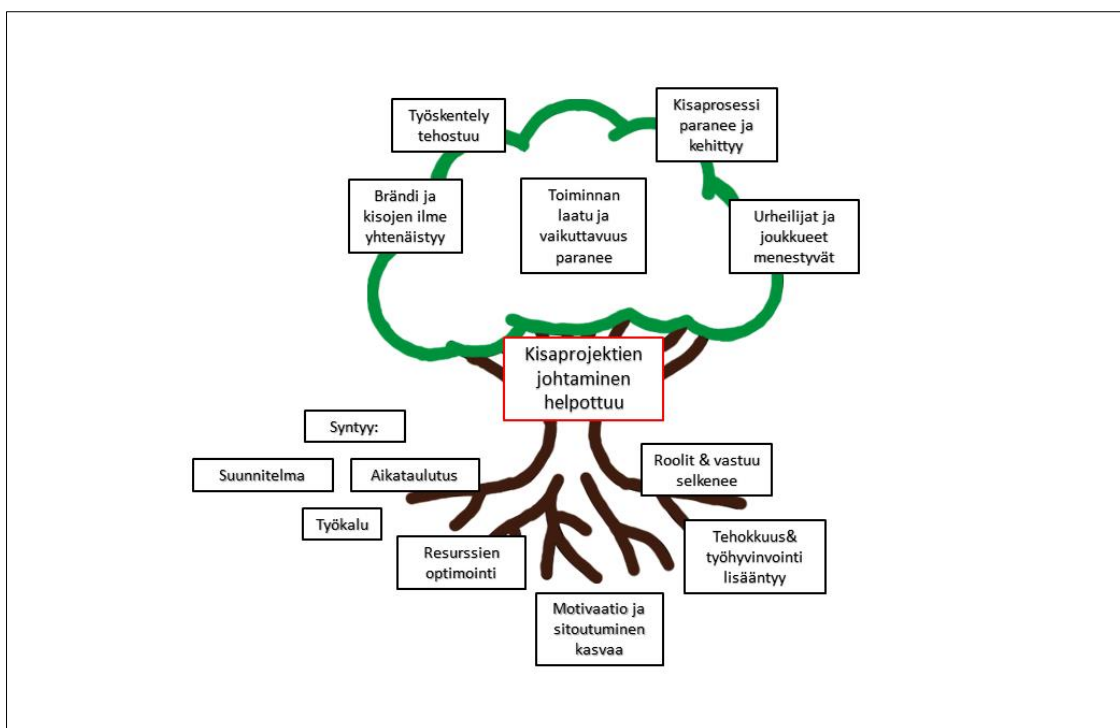 Työskentely
tehostuu
Kisaprosessi
paranee ja
kehittyy
Brändi ja
kisojen ilme
yhtenäistyy
Toiminnan
laatu ja
vaikuttavuus
paranee
Urheilijat ja
joukkueet
menestyvät
Kisaprojektien
johtaminen
helpottuu
Syntyy:
Suunnitelma
Aikataulutus
Työkalu
Resurssien
optimointi
Roolit & vastuu
selkenee
Tehokkuus&
työhyvinvointi
lisääntyy
Motivaatio ja
sitoutuminen
kasvaa